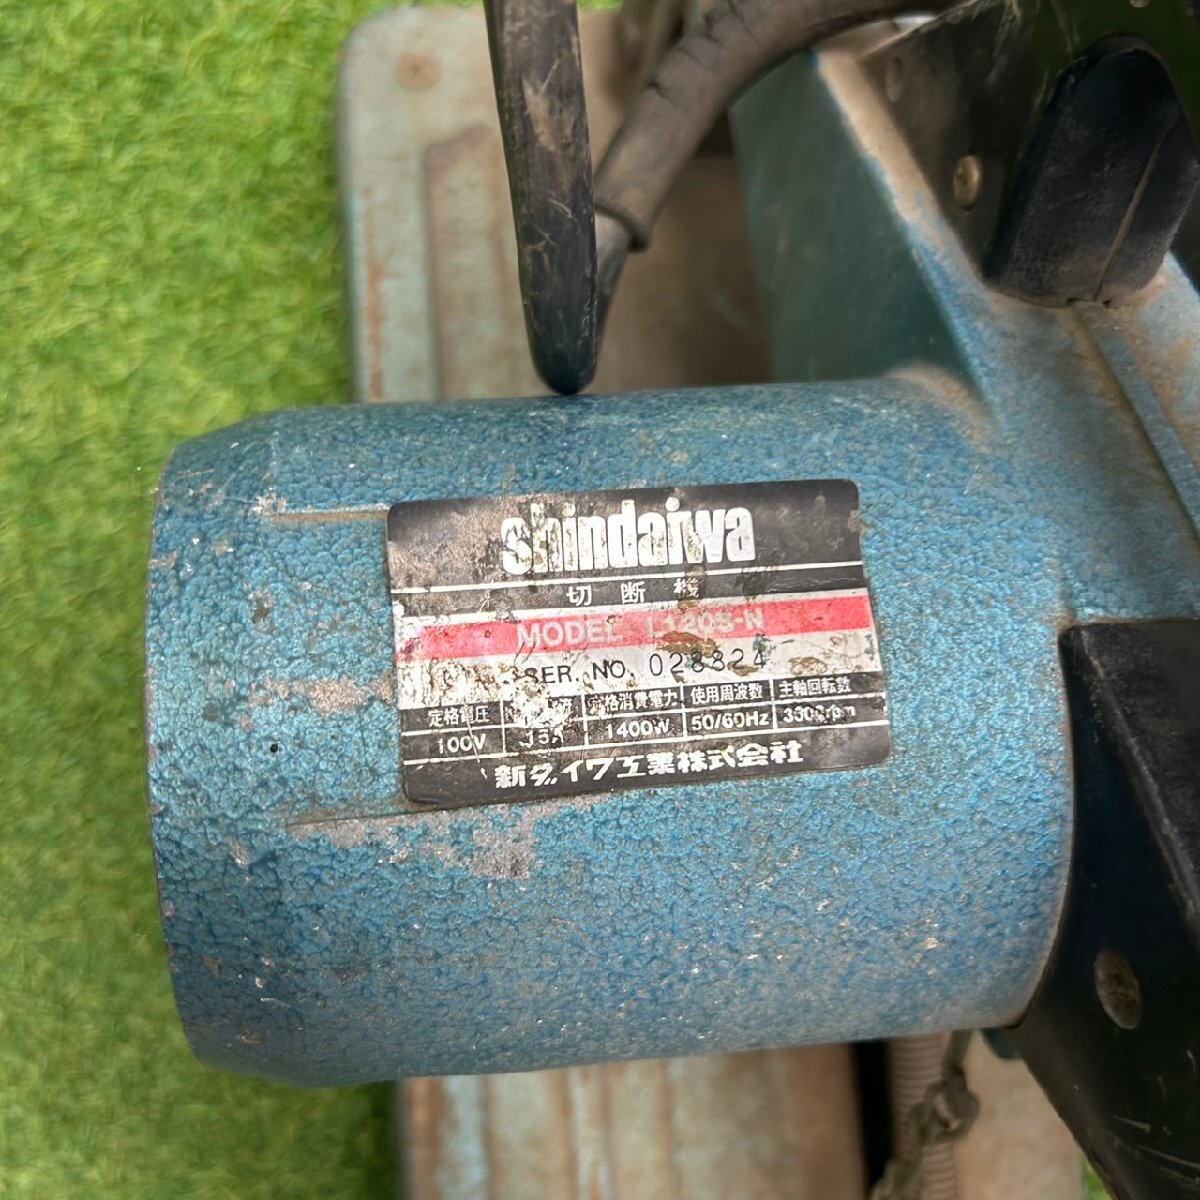 shindaiwa
切断機
MODEL L120S-N
SER. NO. 028824
定格電圧 定格消費電力 使用周波数 主軸回転数
100V 15A 1400W 50/60Hz
新ダイワ工業株式会社